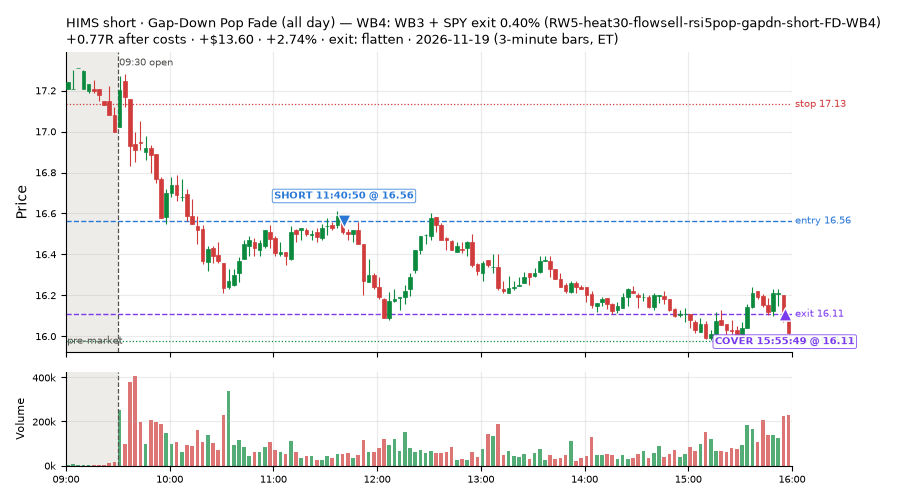 HIMS short · Gap-Down Pop Fade (all day) — WB4: WB3 + SPY exit 0.40% (RW5-heat30-flowsell-rsi5pop-gapdn-short-FD-WB4)
+0.77R after costs · +$13.60 · +2.74% · exit: flatten · 2026-11-19 (3-minute bars, ET)
09:30 open
17.2
stop 17.13
17.0
16.8
SHORT 11:40:50 @ 16.56
Price
16.6
entry 16.56
16.4
16.2
exit 16.11
16.0
pre-market
COVER 15:55:49 @ 16.11
400k
Volume
200k
0k
09:00
10:00
11:00
12:00
13:00
14:00
15:00
16:00